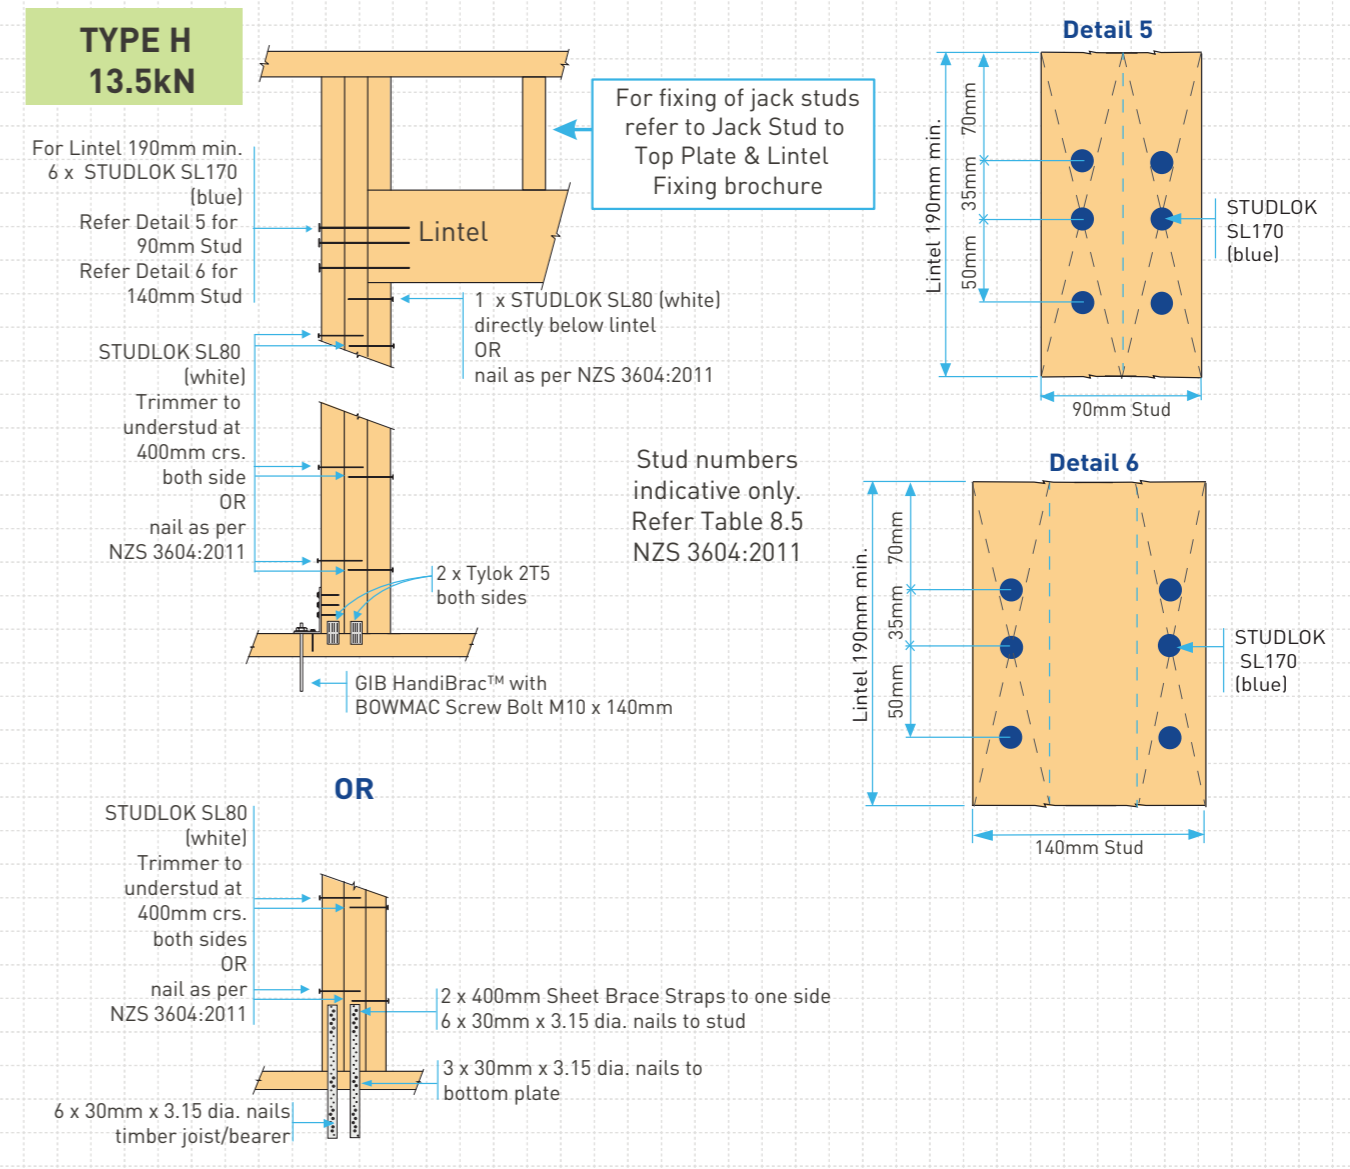 TYPE H
13.5kN
For Lintel 190mm min.
6 x STUDLOK SL170
(blue)
Refer Detail 5 for
90mm Stud
Refer Detail 6 for
140mm Stud
For fixing of jack studs
refer to Jack Stud to
Top Plate & Lintel
Fixing brochure
Lintel
1 x STUDLOK SL80 (white)
directly below lintel
OR
nail as per NZS 3604:2011
STUDLOK SL80
(white)
Trimmer to
understud at
400mm crs.
both side
OR
nail as per
NZS 3604:2011
2 x Tylok 2T5
both sides
GIB HandiBrac™ with
BOWMAC Screw Bolt M10 x 140mm
Stud numbers
indicative only.
Refer Table 8.5
NZS 3604:2011
Detail 5
Lintel 190mm min.
70mm
35mm
50mm
STUDLOK
SL170
(blue)
90mm Stud
Detail 6
Lintel 190mm min.
70mm
35mm
50mm
STUDLOK
SL170
(blue)
140mm Stud
OR
STUDLOK SL80
(white)
Trimmer to
understud at
400mm crs.
both sides
OR
nail as per
NZS 3604:2011
2 x 400mm Sheet Brace Straps to one side
6 x 30mm x 3.15 dia. nails to stud
3 x 30mm x 3.15 dia. nails to
bottom plate
6 x 30mm x 3.15 dia. nails
timber joist/bearer